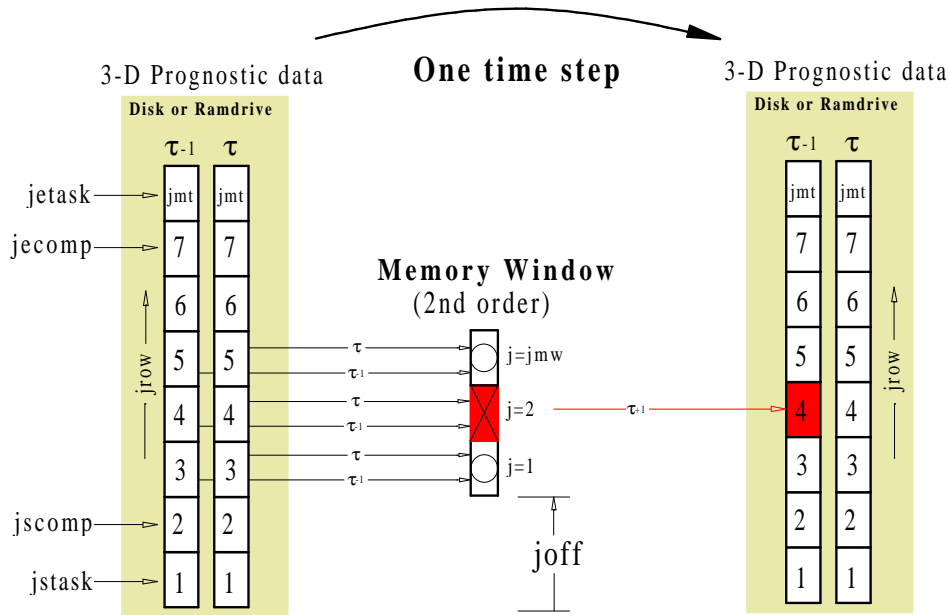 One time step
3-D Prognostic data
Disk or Ramdrive
τ-1 τ
jetask jmt jmt
jecomp 7 7
6 6
5 5
4 4
3 3
jscomp 2 2
jstask 1 1
jrow
Memory Window
(2nd order)
τ
τ-1
τ
τ-1
τ
τ-1
j=jmw
j=2
j=1
τ+1
joff
3-D Prognostic data
Disk or Ramdrive
τ-1 τ
jmt jmt
7 7
6 6
5 5
4 4
3 3
2 2
1 1
jrow